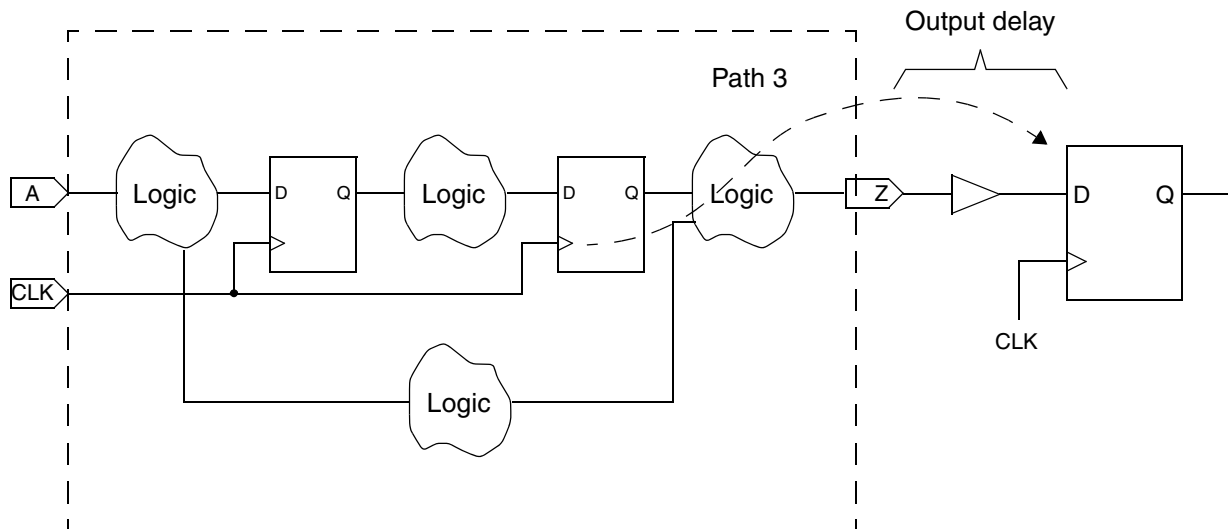 Output delay
Path 3
A
Logic
D
Q
Logic
D
Q
Logic
Z
D
Q
CLK
CLK
Logic